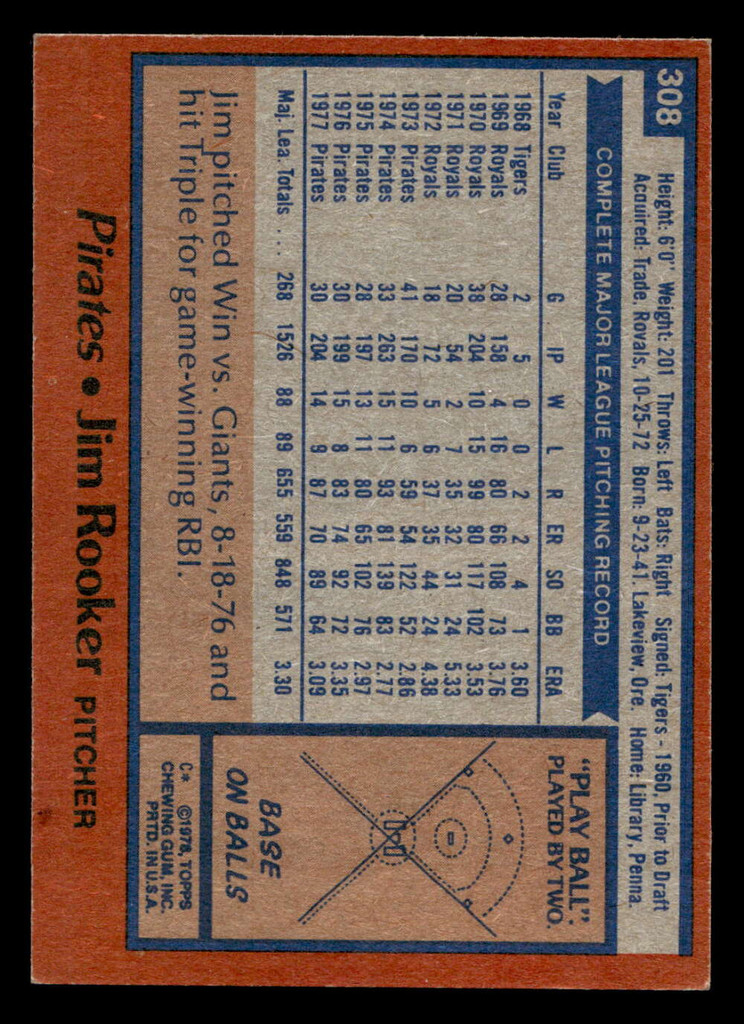 308
Height: 6'0" Weight: 201 Throws: Left Bats: Right Signed: Tigers - 1960, Prior to Draft
Acquired: Trade, Royals, 10-25-72 Born: 9-23-41, Lakeview, Ore. Home: Library, Penna.
COMPLETE MAJOR LEAGUE PITCHING RECORD
Year Club G IP W L R ER SO BB ERA
1968 Tigers 2 5 0 0 2 2 4 1 3.60
1969 Royals 28 158 4 16 80 66 108 73 3.76
1970 Royals 38 204 10 15 99 80 117 102 3.53
1971 Royals 20 54 2 7 35 32 31 24 5.33
1972 Royals 18 72 5 6 37 35 44 24 4.38
1973 Pirates 41 170 10 6 59 54 122 52 2.86
1974 Pirates 33 263 15 11 93 81 139 83 2.77
1975 Pirates 28 197 13 11 80 65 102 76 2.97
1976 Pirates 30 199 15 8 83 74 92 72 3.35
1977 Pirates 30 204 14 9 87 70 89 64 3.09
Maj. Lea. Totals ... 268 1526 88 89 655 559 848 571 3.30
Jim pitched Win vs. Giants, 8-18-76 and
hit Triple for game-winning RBI.
"PLAY BALL":
PLAYED BY TWO.
BASE
ON BALLS
C* ©1978, TOPPS
CHEWING GUM, INC.
PRTD. IN U.S.A.
Pirates • Jim Rooker PITCHER